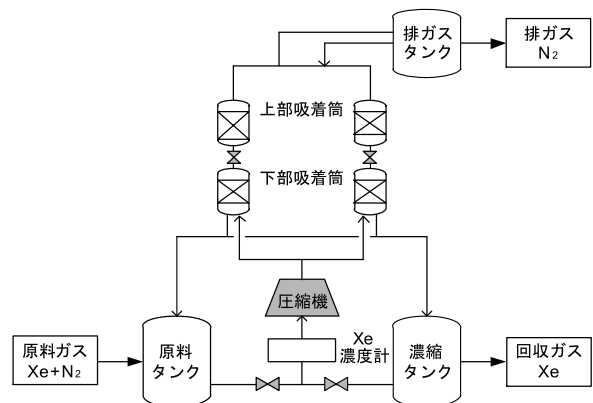 排ガス
タンク
排ガス
N2
上部吸着筒
下部吸着筒
圧縮機
原料ガス
Xe+N2
原料
タンク
Xe
濃度計
濃縮
タンク
回収ガス
Xe